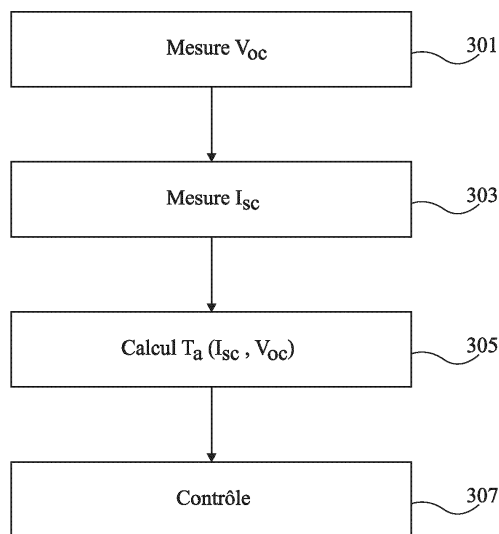 Mesure Voc
301
Mesure Isc
303
Calcul Ta (Isc , Voc)
305
Contrôle
307